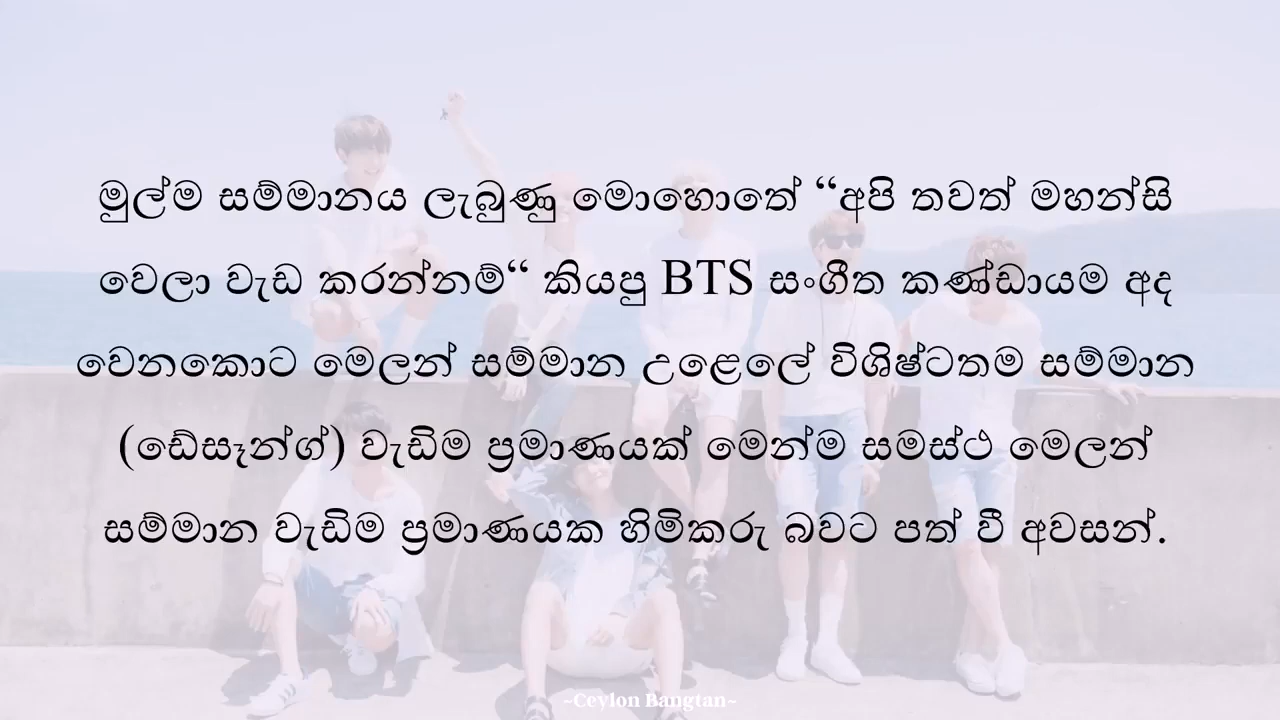 මුල්ම සම්මානය ලැබුණු මොහොතේ “අපි තවත් මහන්සි
වෙලා වැඩ කරන්නම්“ කියපු BTS සංගීත කණ්ඩායම අද
වෙනකොට මෙලන් සම්මාන උළෙලේ විශිෂ්ටතම සම්මාන
(ඩේසෑන්ග්) වැඩිම ප්‍රමාණයක් මෙන්ම සමස්ථ මෙලන්
සම්මාන වැඩිම ප්‍රමාණයක හිමිකරු බවට පත් වී අවසන්.
~Ceylon Bangtan~